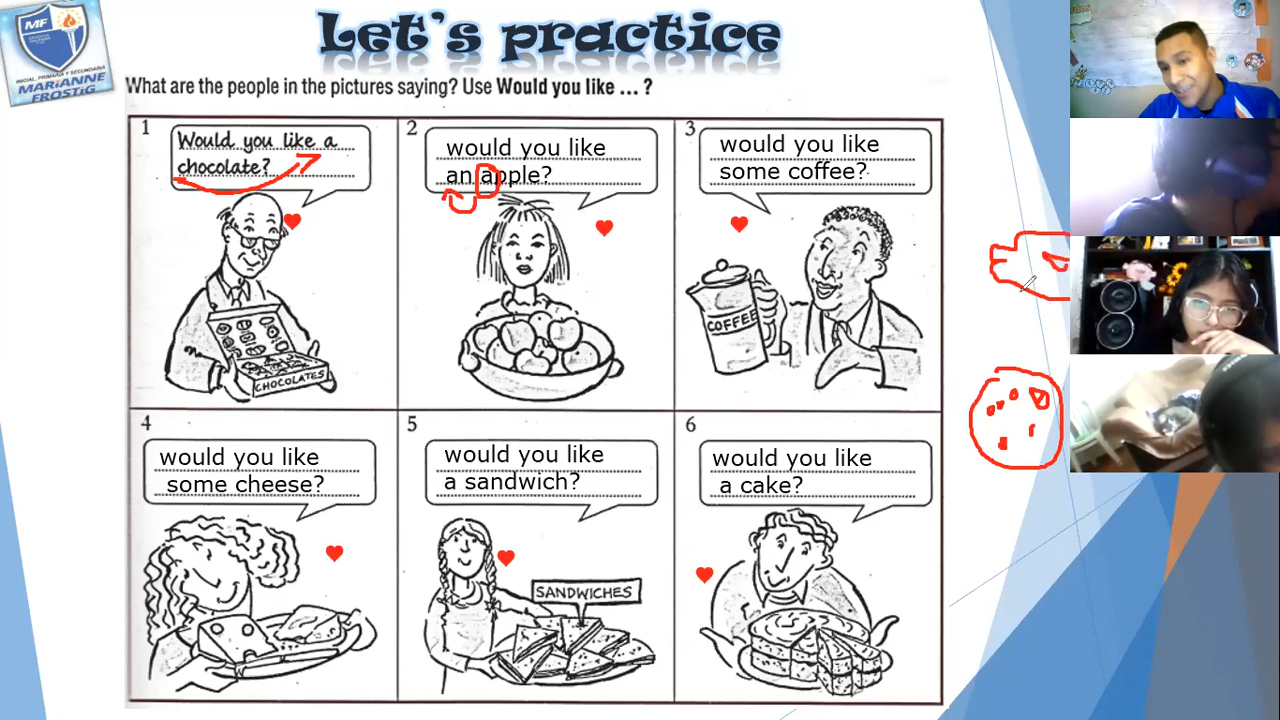 Let's practice
MF
INICIAL, PRIMARIA Y SECUNDARIA
MARIANNE
FROSTIG
What are the people in the pictures saying? Use Would you like ... ?
1
Would you like a
chocolate?
CHOCOLATES
2
would you like
an apple?
3
would you like
some coffee?
COFFEE
4
would you like
some cheese?
5
would you like
a sandwich?
SANDWICHES
6
would you like
a cake?